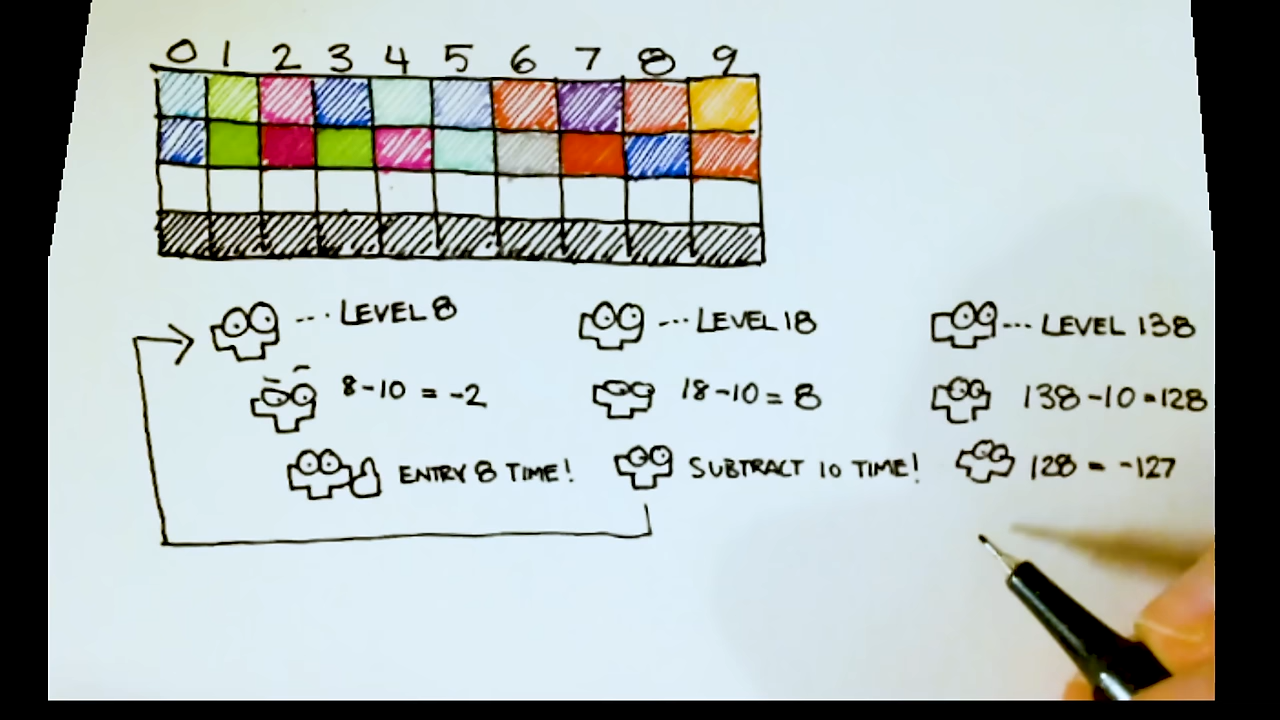 0 1 2 3 4 5 6 7 8 9
... LEVEL 8
8-10 = -2
ENTRY 8 TIME!
... LEVEL 18
18-10 = 8
SUBTRACT 10 TIME!
... LEVEL 138
138-10=128
128 = -127